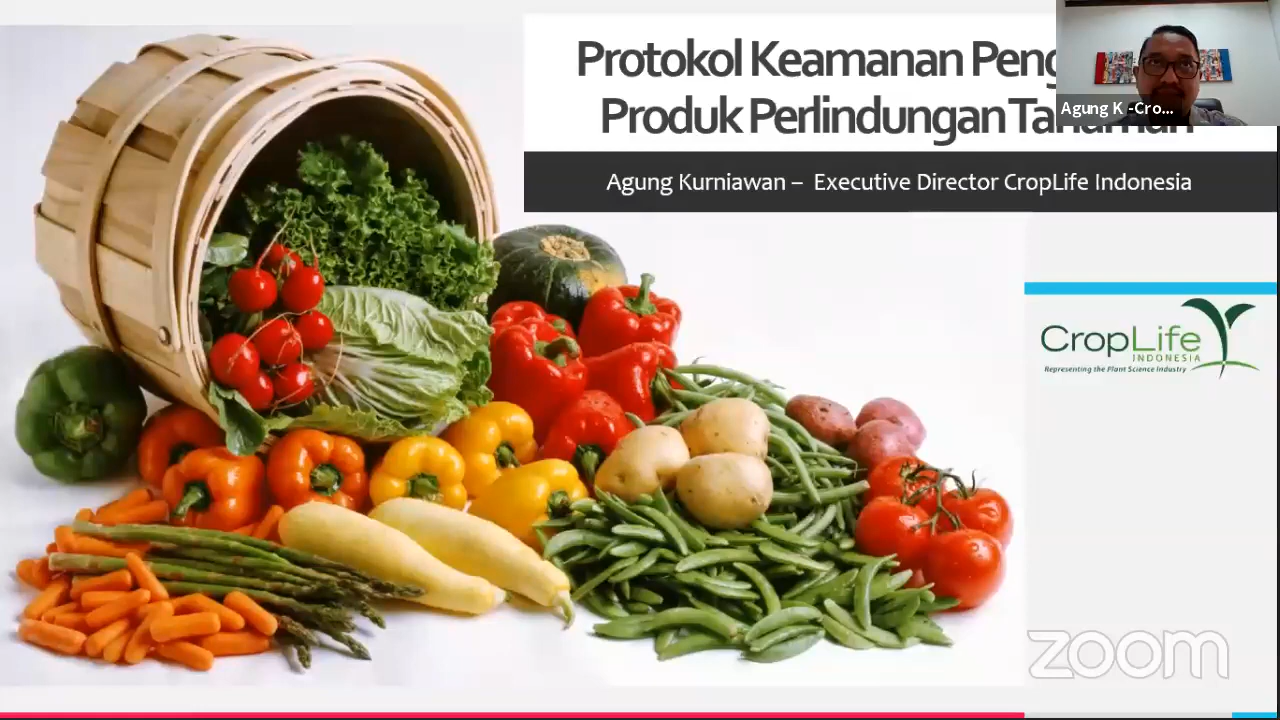 Protokol Keamanan Peng
Produk Perlindungan Tanaman
Agung Kurniawan – Executive Director CropLife Indonesia
Agung K -Cro...
CropLife
INDONESIA
Representing the Plant Science Industry
zoom